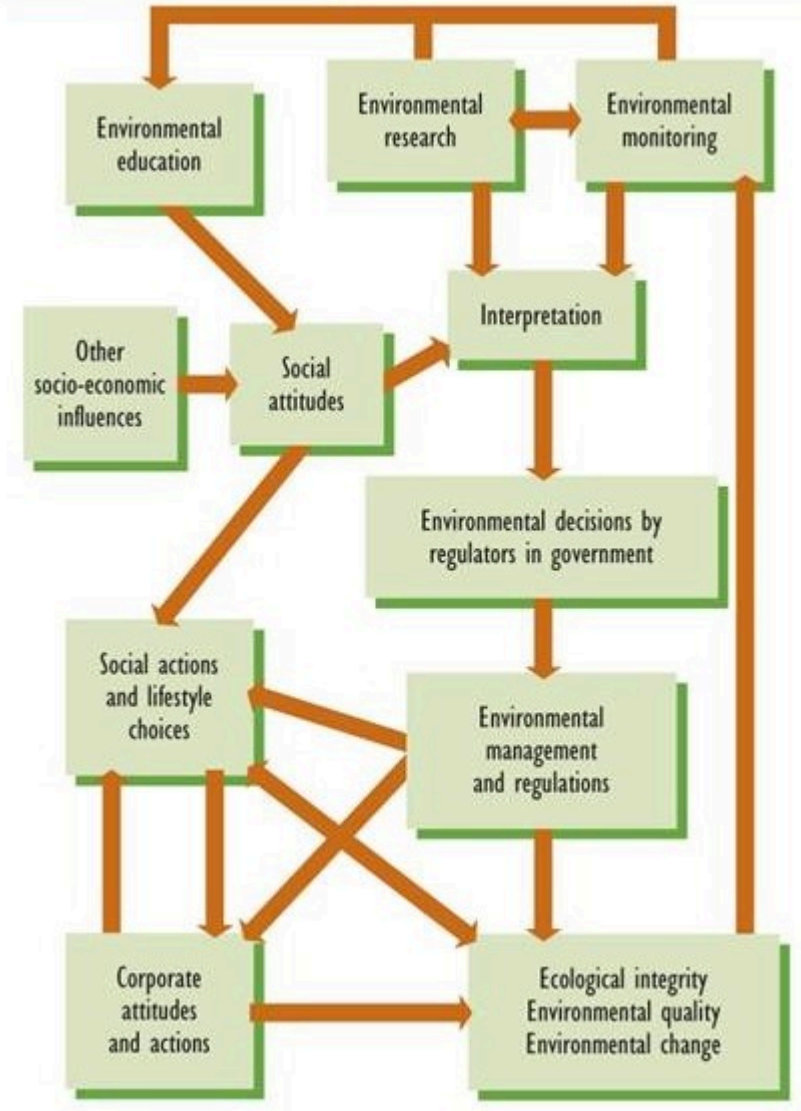 Environmental
education
Environmental
research
Environmental
monitoring
Other
socio-economic
influences
Social
attitudes
Interpretation
Environmental decisions by
regulators in government
Social actions
and lifestyle
choices
Environmental
management
and regulations
Corporate
attitudes
and actions
Ecological integrity
Environmental quality
Environmental change